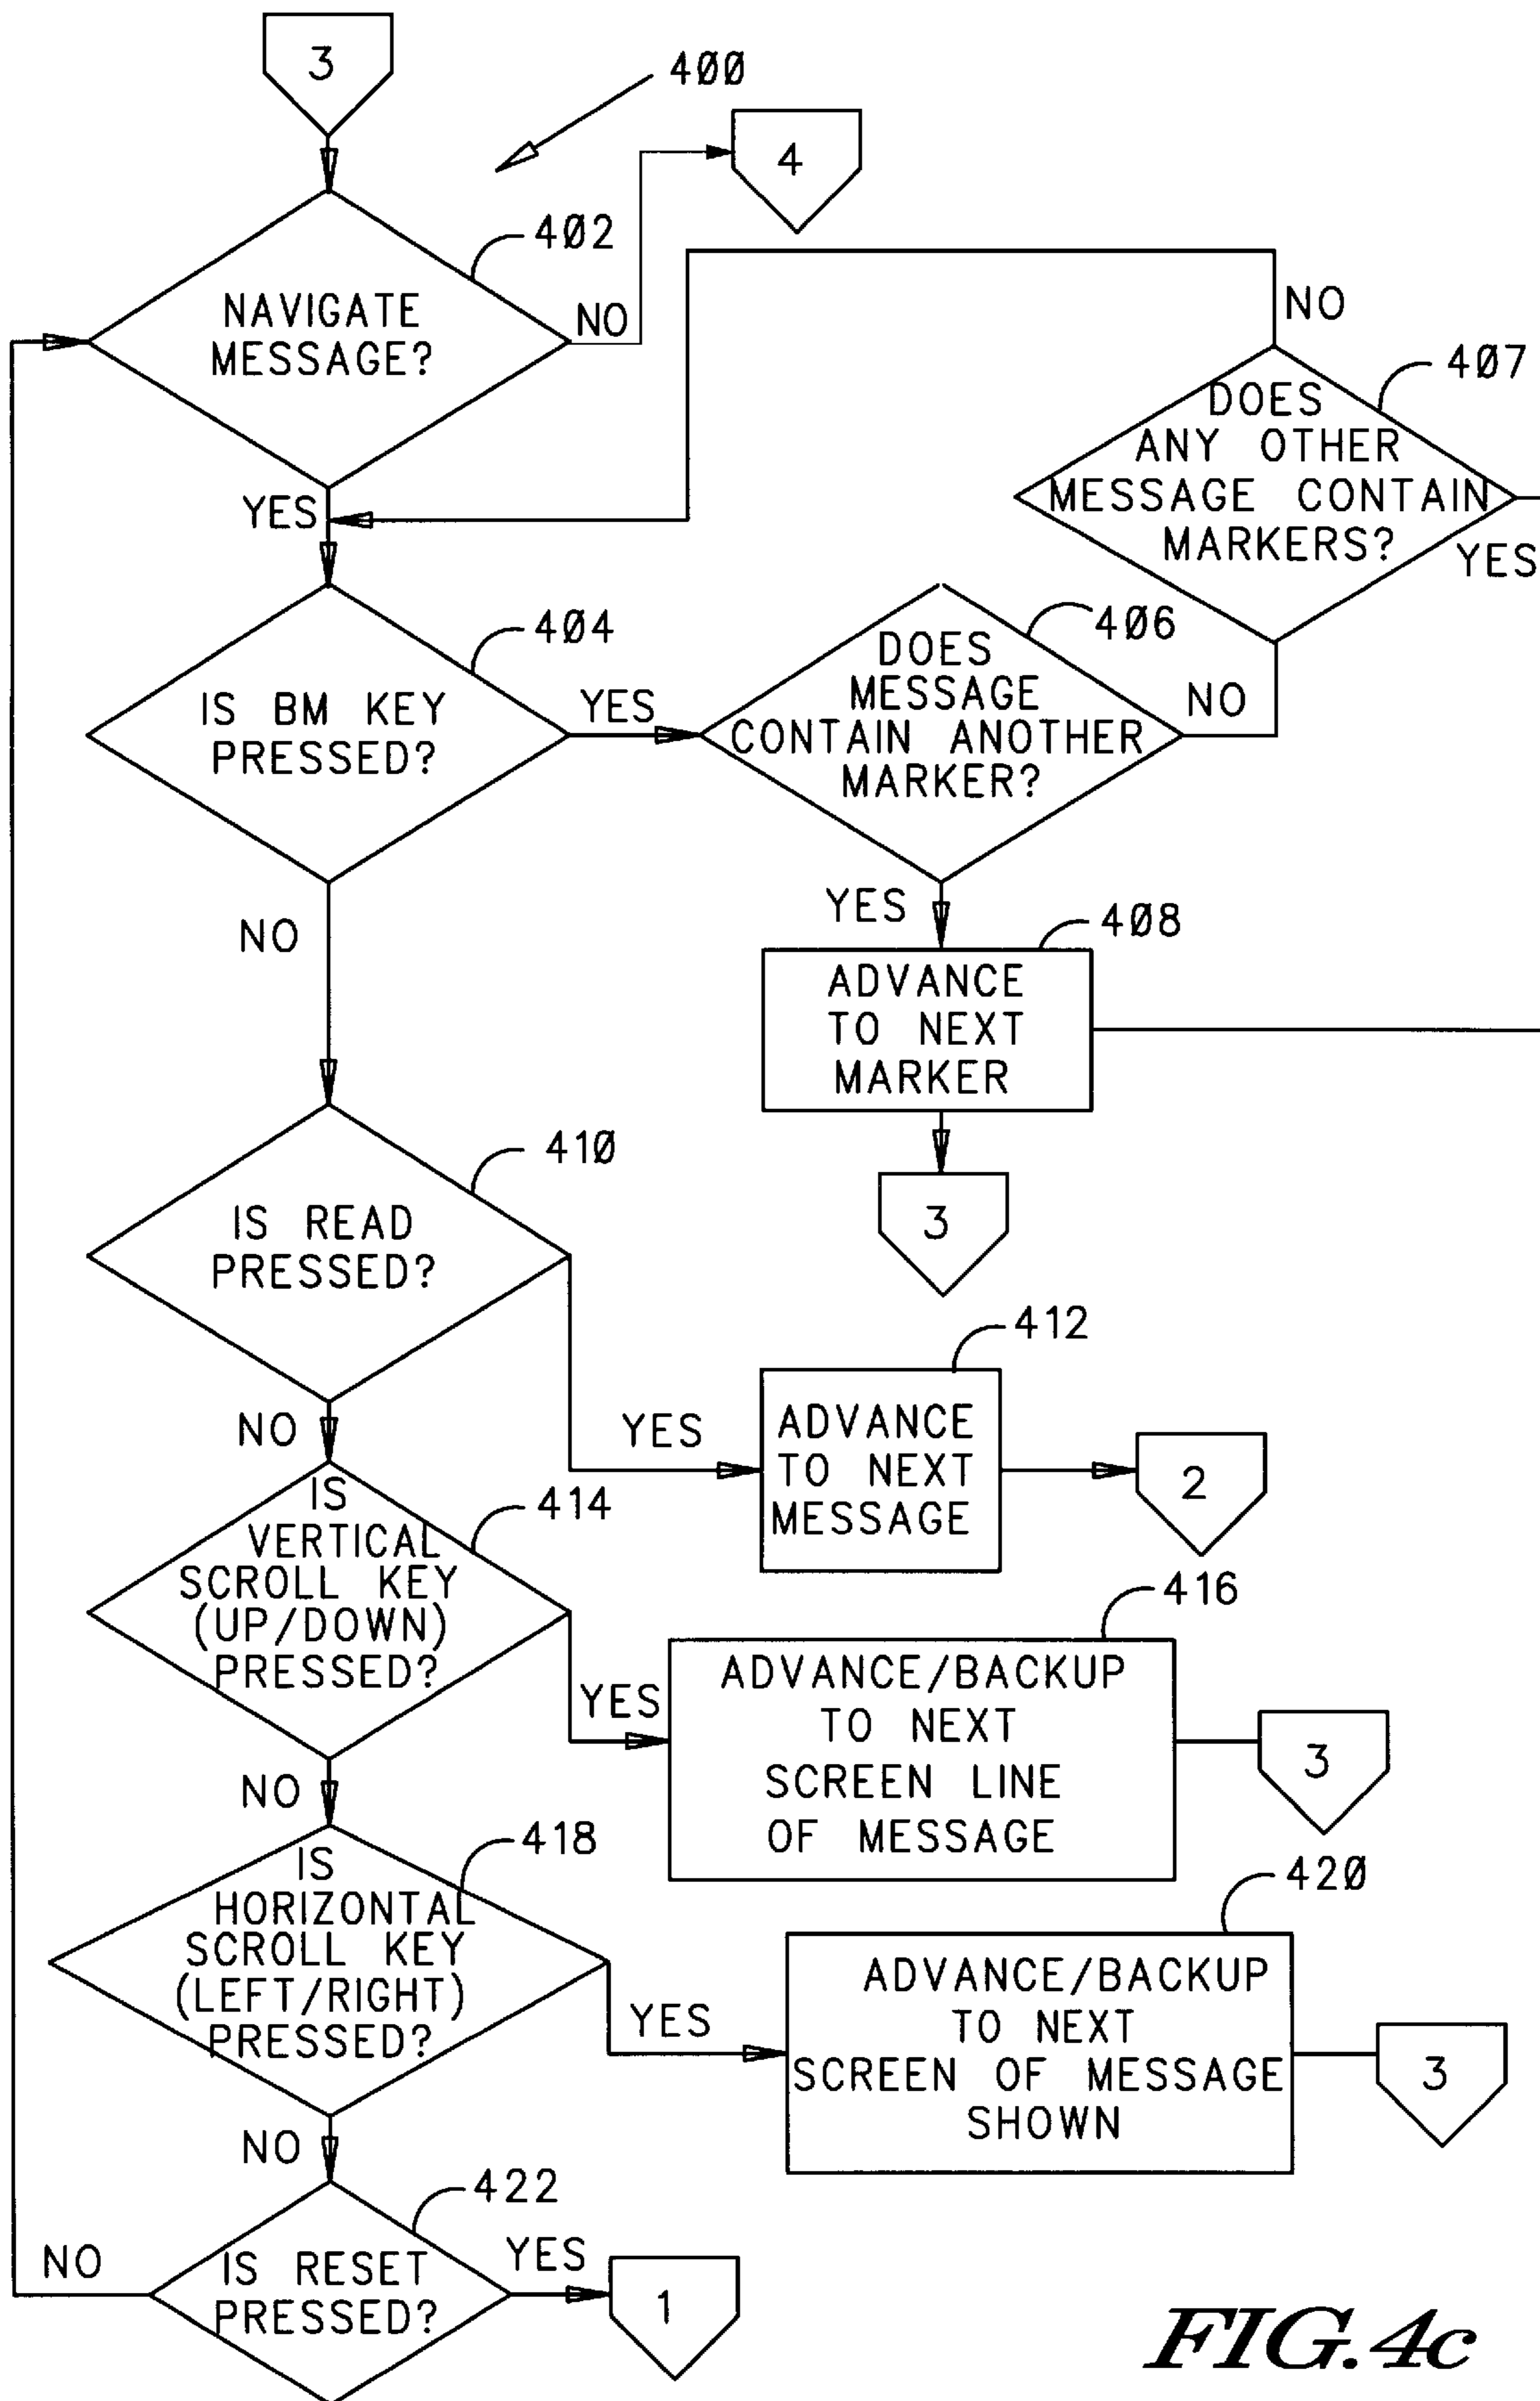 3
400
4
402
NAVIGATE
MESSAGE?
NO
YES
NO
407
DOES
ANY OTHER
MESSAGE CONTAIN
MARKERS?
YES
404
IS BM KEY
PRESSED?
YES
406
DOES
MESSAGE
CONTAIN ANOTHER
MARKER?
NO
NO
YES
408
ADVANCE
TO NEXT
MARKER
3
410
IS READ
PRESSED?
NO
YES
412
ADVANCE
TO NEXT
MESSAGE
2
414
IS
VERTICAL
SCROLL KEY
(UP/DOWN)
PRESSED?
YES
416
ADVANCE/BACKUP
TO NEXT
SCREEN LINE
OF MESSAGE
3
NO
418
IS
HORIZONTAL
SCROLL KEY
(LEFT/RIGHT)
PRESSED?
YES
420
ADVANCE/BACKUP
TO NEXT
SCREEN OF MESSAGE
SHOWN
3
NO
422
IS RESET
PRESSED?
NO
YES
1
FIG.4c